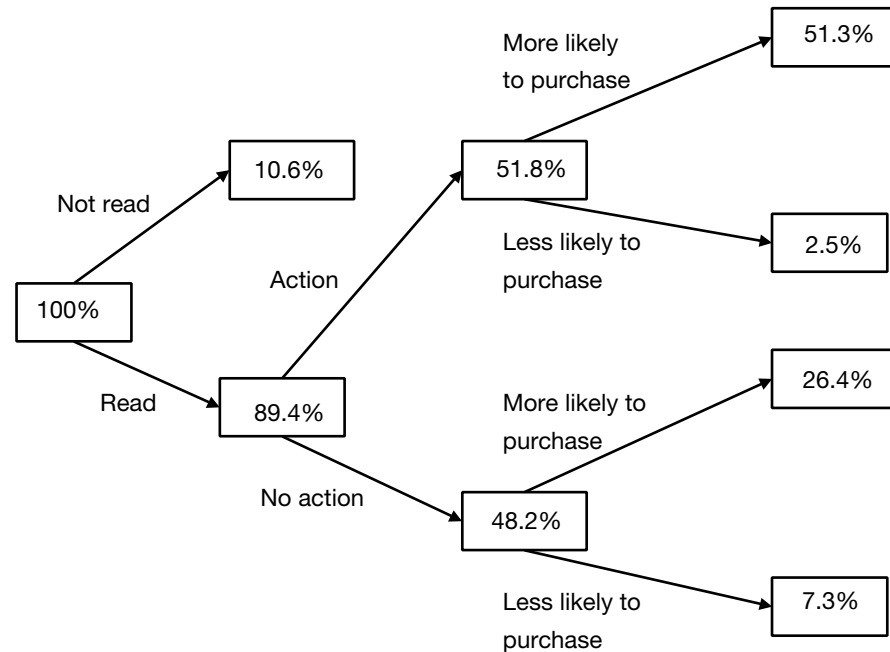 More likely
to purchase
51.3%
10.6%
51.8%
Not read
Less likely to
purchase
2.5%
Action
100%
Read
89.4%
More likely to
purchase
26.4%
No action
48.2%
Less likely to
purchase
7.3%